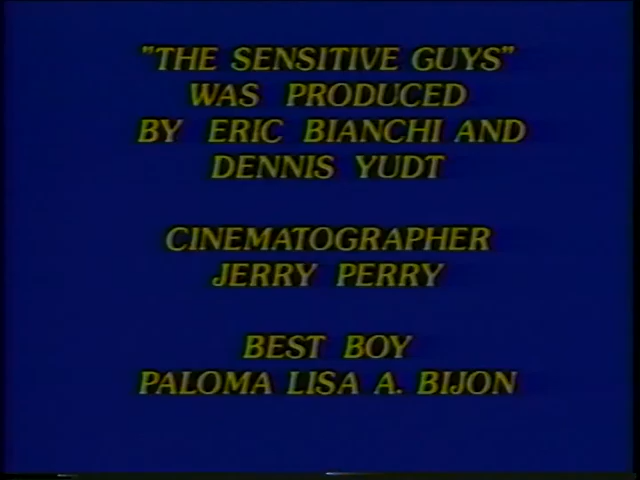 "THE SENSITIVE GUYS"
WAS PRODUCED
BY ERIC BIANCHI AND
DENNIS YUDT
CINEMATOGRAPHER
JERRY PERRY
BEST BOY
PALOMA LISA A. BIJON